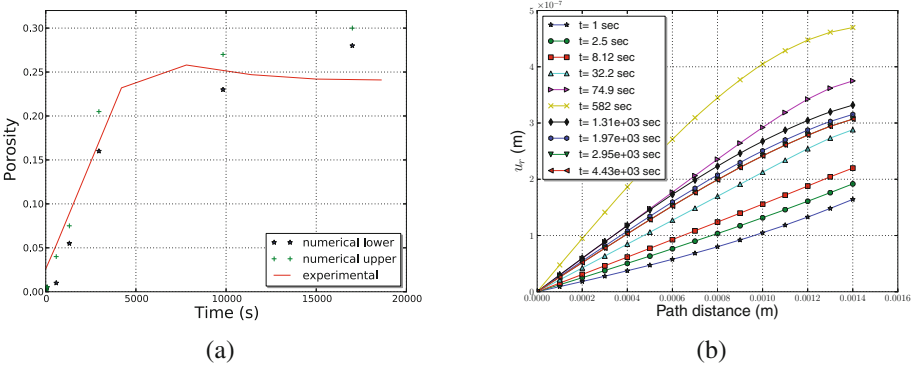 0.30
0.25
0.20
0.15
0.10
0.05
0.00
Porosity
0
5000
10000
15000
20000
Time (s)
numerical lower
numerical upper
experimental
(a)
×10⁻⁷
5
4
3
2
1
0
u_r (m)
t= 1 sec
t= 2.5 sec
t= 8.12 sec
t= 32.2 sec
t= 74.9 sec
t= 582 sec
t= 1.31e+03 sec
t= 1.97e+03 sec
t= 2.95e+03 sec
t= 4.43e+03 sec
0.0000
0.0002
0.0004
0.0006
0.0008
0.0010
0.0012
0.0014
0.0016
Path distance (m)
(b)